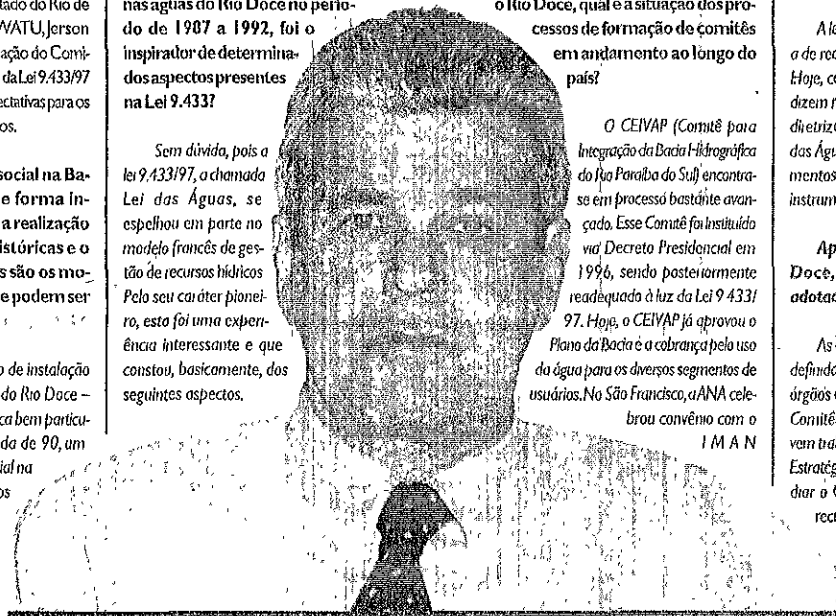 tado do Rio de
WATU, Jerson
ação do Comi-
da Lei 9.433/97
ectativas para os
os.
social na Ba-
e forma in-
a realização
istóricas e o
s são os mo-
e podem ser
o de instalação
do Rio Doce –
ca bem particu-
da de 90, um
ial na
os
nas águas do Rio Doce no perío-
do de 1987 a 1992, foi o
inspirador de determina-
dos aspectos presentes
na Lei 9.433?
Sem dúvida, pois a
lei 9.433/97, a chamada
Lei das Águas, se
espelhou em parte no
modelo francês de ges-
tão de recursos hídricos
Pelo seu caráter pionei-
ro, esta foi uma experi-
ência interessante e que
constou, basicamente, dos
seguintes aspectos.
o Rio Doce, qual é a situação dos pro-
cessos de formação de comitês
em andamento ao longo do
país?
O CEIVAP (Comitê para
Integração da Bacia Hidrográfica
do Rio Paraíba do Sul) encontra-
se em processo bastante avan-
çado. Esse Comitê foi instituído
via Decreto Presidencial em
1996, sendo posteriormente
readequado à luz da Lei 9 433/
97. Hoje, o CEIVAP já aprovou o
Plano da Bacia e a cobrança pelo uso
da água para os diversos segmentos de
usuários. No São Francisco, a ANA cele-
brou convênio com o
IMAN
A le
a de rec
Hoje, co
dizem r
diretriz
das Águ
mentos
instrum
Ap
Doce,
adotad
As
definida
órgãos
Comitê
vem tra
Estratég
diar o C
recu